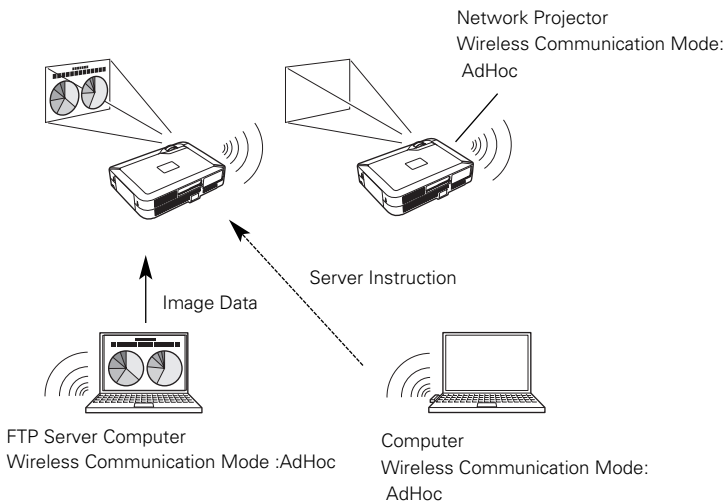 Network Projector
Wireless Communication Mode:
AdHoc
Server Instruction
Image Data
FTP Server Computer
Wireless Communication Mode :AdHoc
Computer
Wireless Communication Mode:
AdHoc